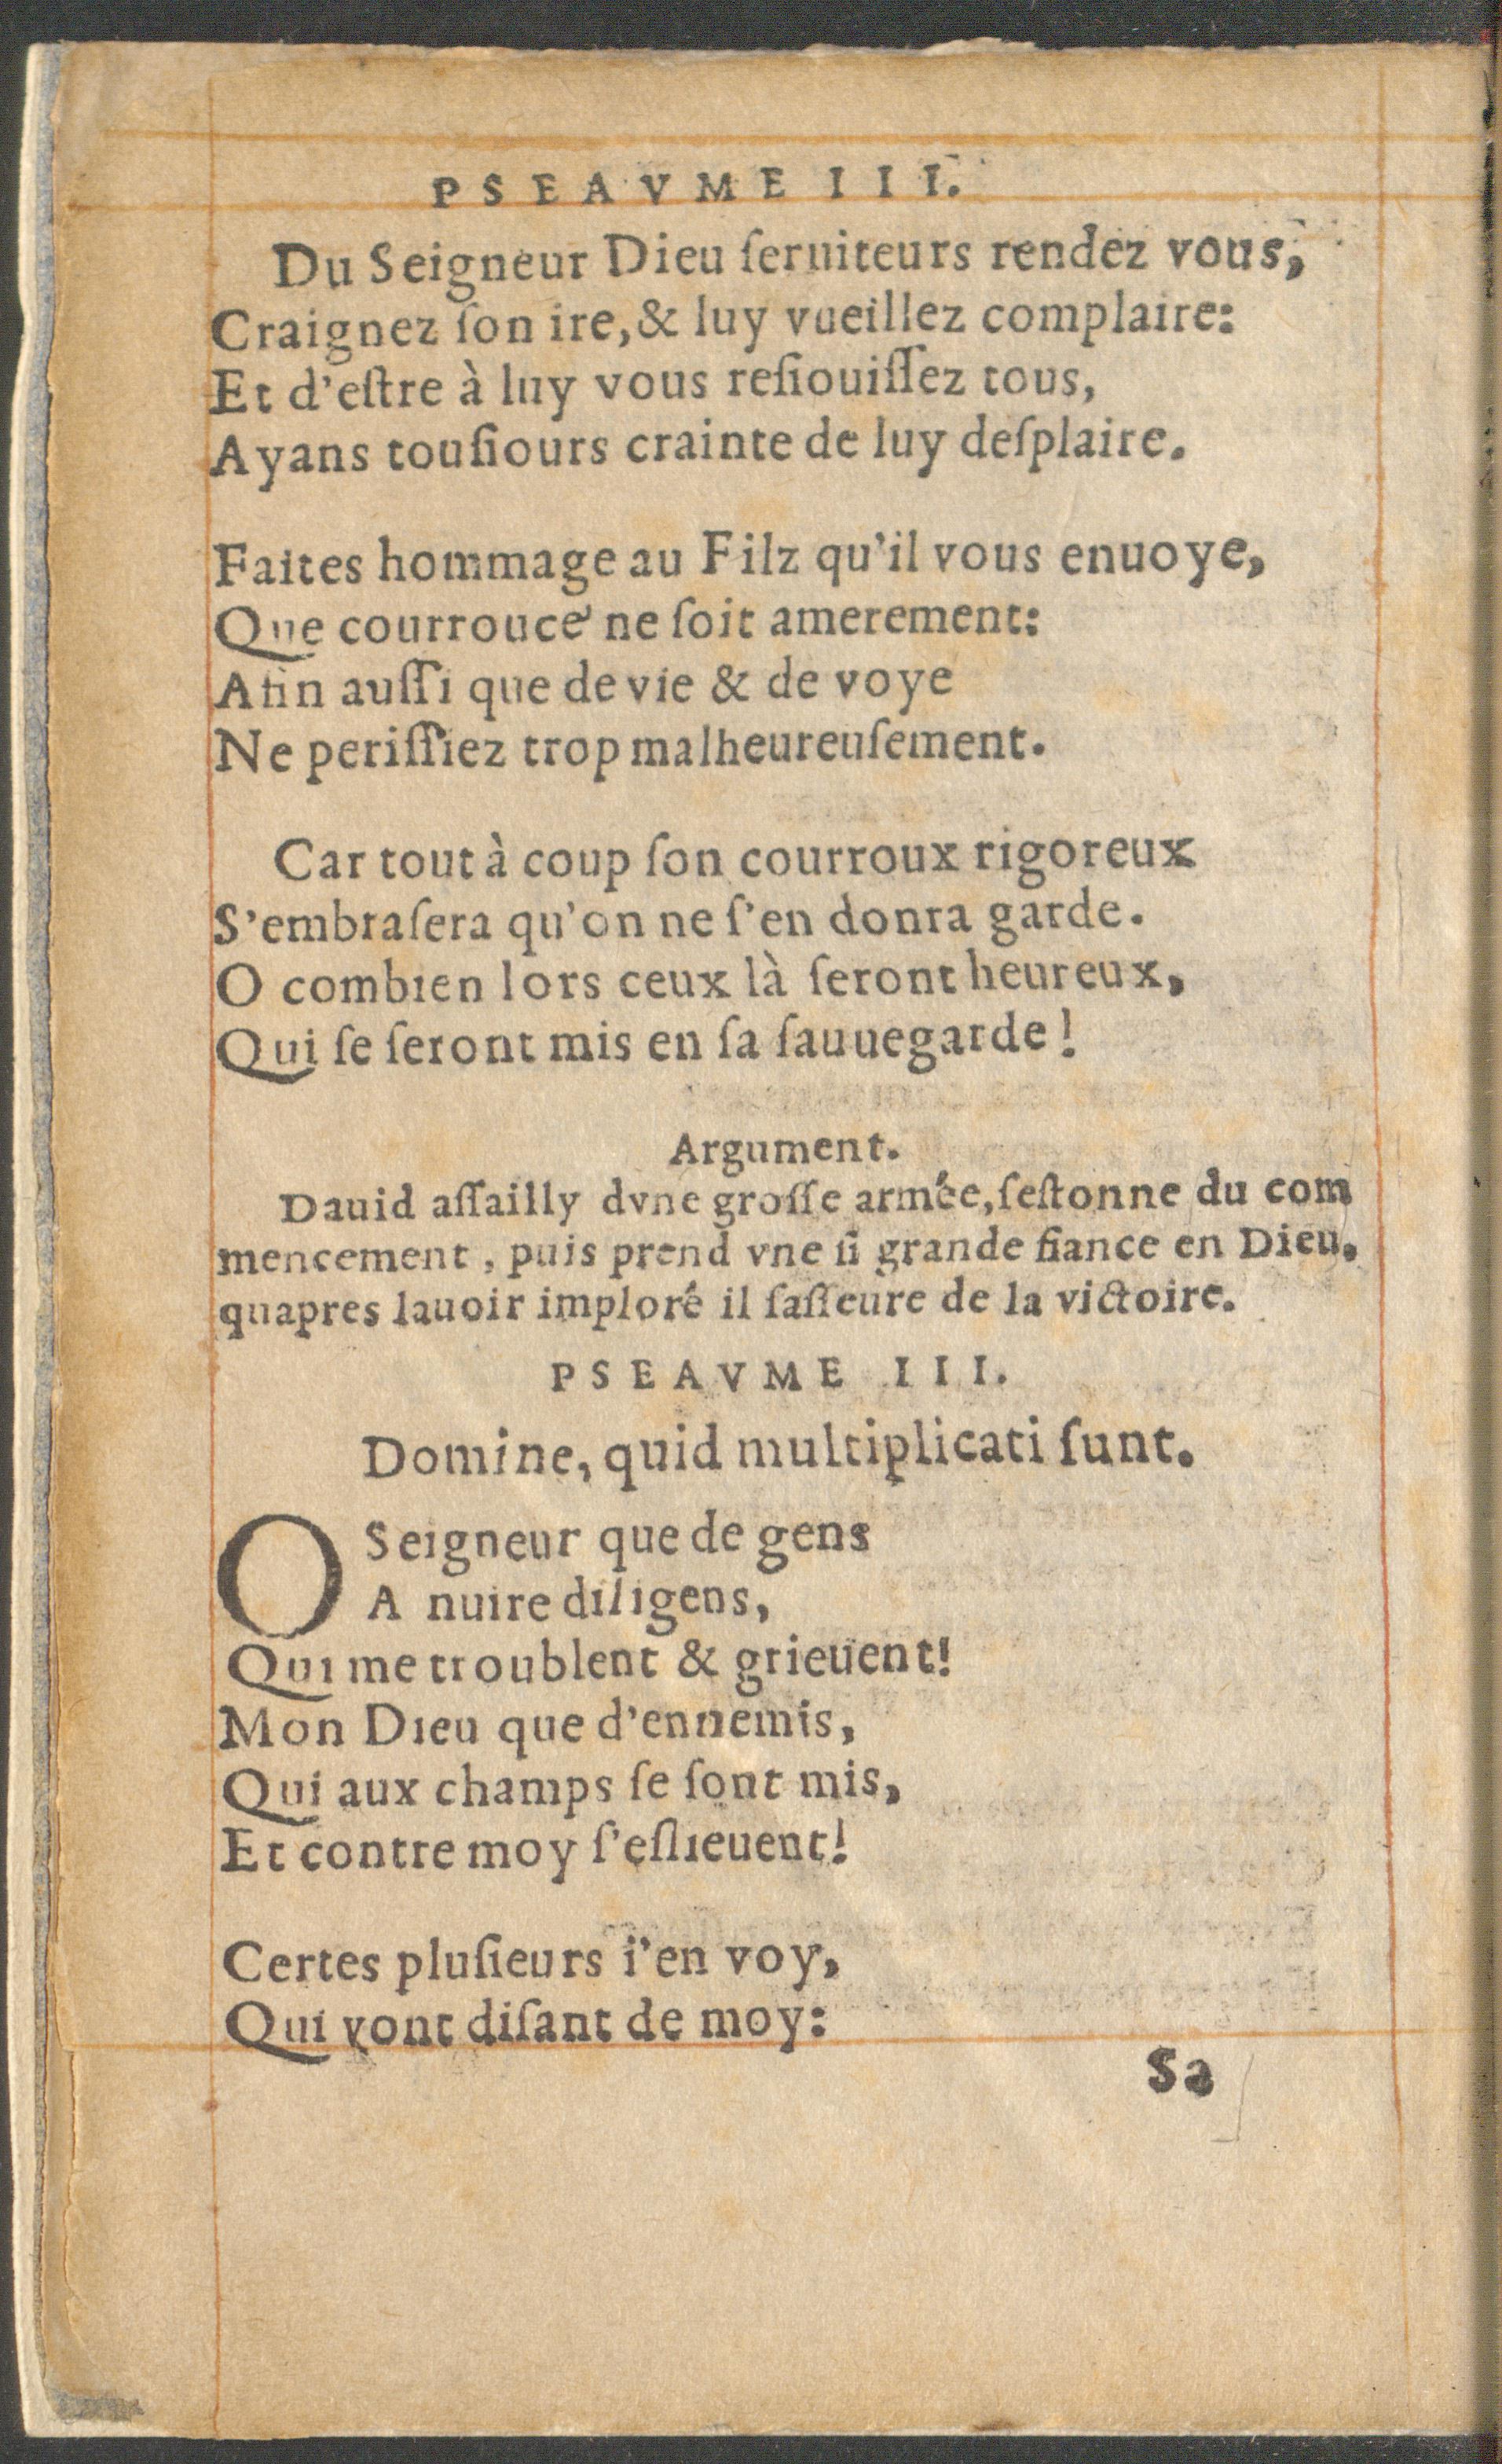 PSEAVME III.
Du Seigneur Dieu ſeruiteurs rendez vous,
Craignez ſon ire, & luy vueillez complaire:
Et d'eſtre à luy vous reſiouiſſez tous,
Ayans touſiours crainte de luy deſplaire.
Faites hommage au Filz qu'il vous enuoye,
Que courroucé ne ſoit amerement:
Afin auſſi que de vie & de voye
Ne periſſiez trop malheureuſement.
Car tout à coup ſon courroux rigoreux
S'embraſera qu'on ne ſ'en donra garde.
O combien lors ceux là ſeront heureux,
Qui ſe ſeront mis en ſa ſauuegarde!
Argument.
Dauid aſſailly dvne groſſe armée, ſeſtonne du com
mencement, puis prend vne ſi grande fiance en Dieu,
quapres lauoir imploré il ſaſſeure de la victoire.
PSEAVME III.
Domine, quid multiplicati ſunt.
O Seigneur que de gens
A nuire diligens,
Qui me troublent & grieuent!
Mon Dieu que d'ennemis,
Qui aux champs ſe ſont mis,
Et contre moy ſ'eſlieuent!
Certes pluſieurs i'en voy,
Qui vont diſant de moy:
Sa